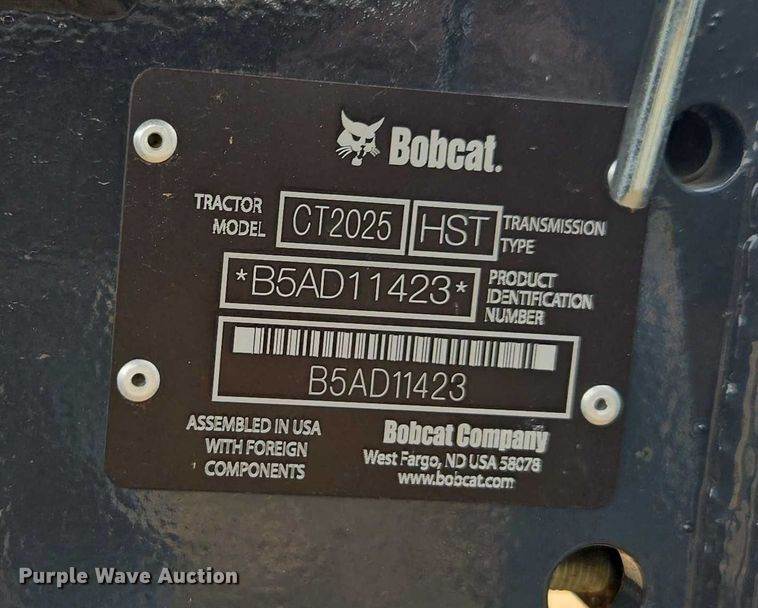 Bobcat.
TRACTOR MODEL CT2025 HST TRANSMISSION TYPE
*B5AD11423* PRODUCT IDENTIFICATION NUMBER
B5AD11423
ASSEMBLED IN USA
WITH FOREIGN
COMPONENTS
Bobcat Company
West Fargo, ND USA 58078
www.bobcat.com
Purple Wave Auction